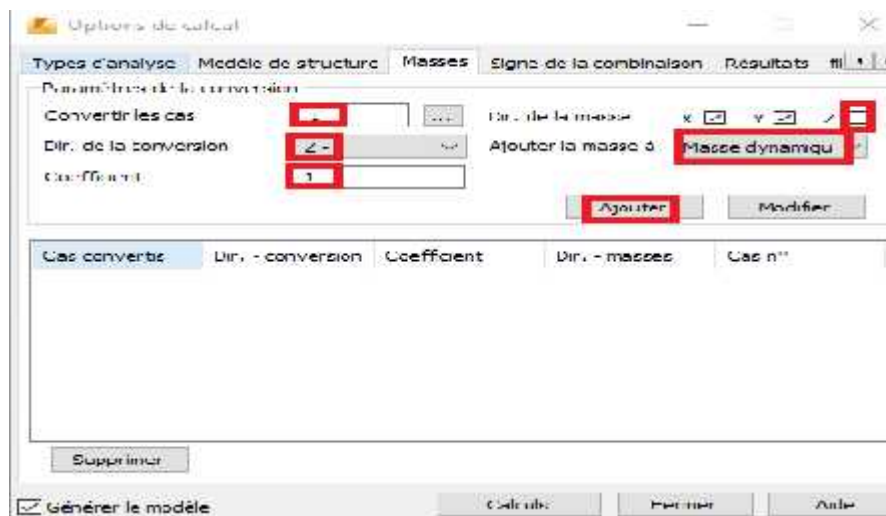 Options de calcul
Types d'analyse Modèle de structure Masses Signe de la combinaison Résultats
Paramètres de la conversion
Convertir les cas ... Dir. de la masse X Y Z
Dir. de la conversion Z - Ajouter la masse à Masse dynamiqu
Coefficient 1
Ajouter Modifier
Cas convertis Dir. - conversion Coefficient Dir. - masses Cas n°
Supprimer
Générer le modèle Calculs Fermer Aide